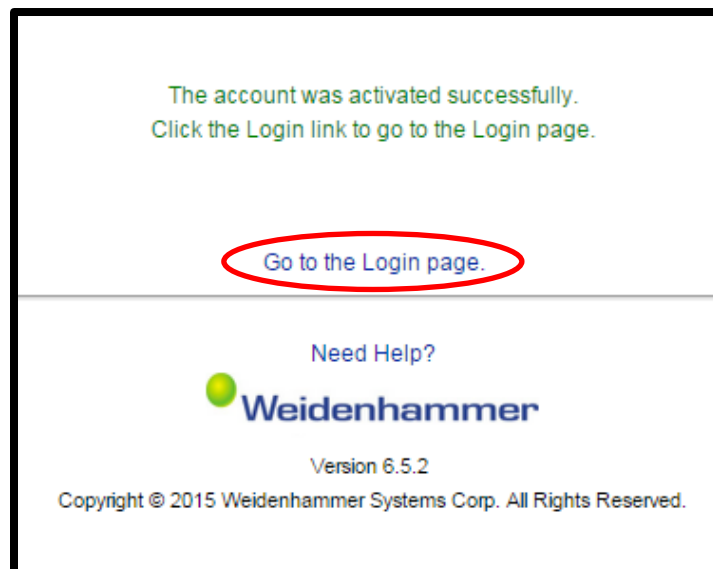 The account was activated successfully.
Click the Login link to go to the Login page.
Go to the Login page.
Need Help?
Weidenhammer
Version 6.5.2
Copyright © 2015 Weidenhammer Systems Corp. All Rights Reserved.